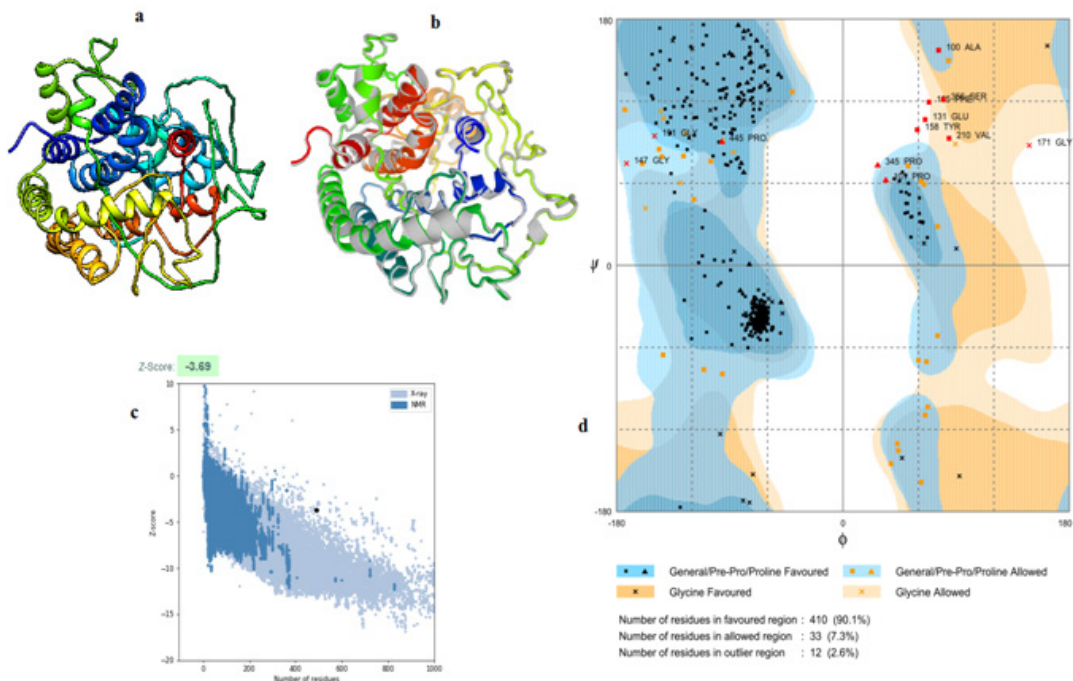 a
b
Z-Score: -3.69
c
10
5
0
-5
-10
-15
-20
0
200
400
600
800
1000
Z-score
Number of residues
X-ray
NMR
180
0
-180
ψ
-180
0
180
ϕ
100 ALA
SER
131 GLU
158 TYR
210 VAL
171 GLY
191 GLY
445 PRO
147 GLY
345 PRO
PRO
d
General/Pre-Pro/Proline Favoured
General/Pre-Pro/Proline Allowed
Glycine Favoured
Glycine Allowed
Number of residues in favoured region : 410 (90.1%)
Number of residues in allowed region : 33 (7.3%)
Number of residues in outlier region : 12 (2.6%)